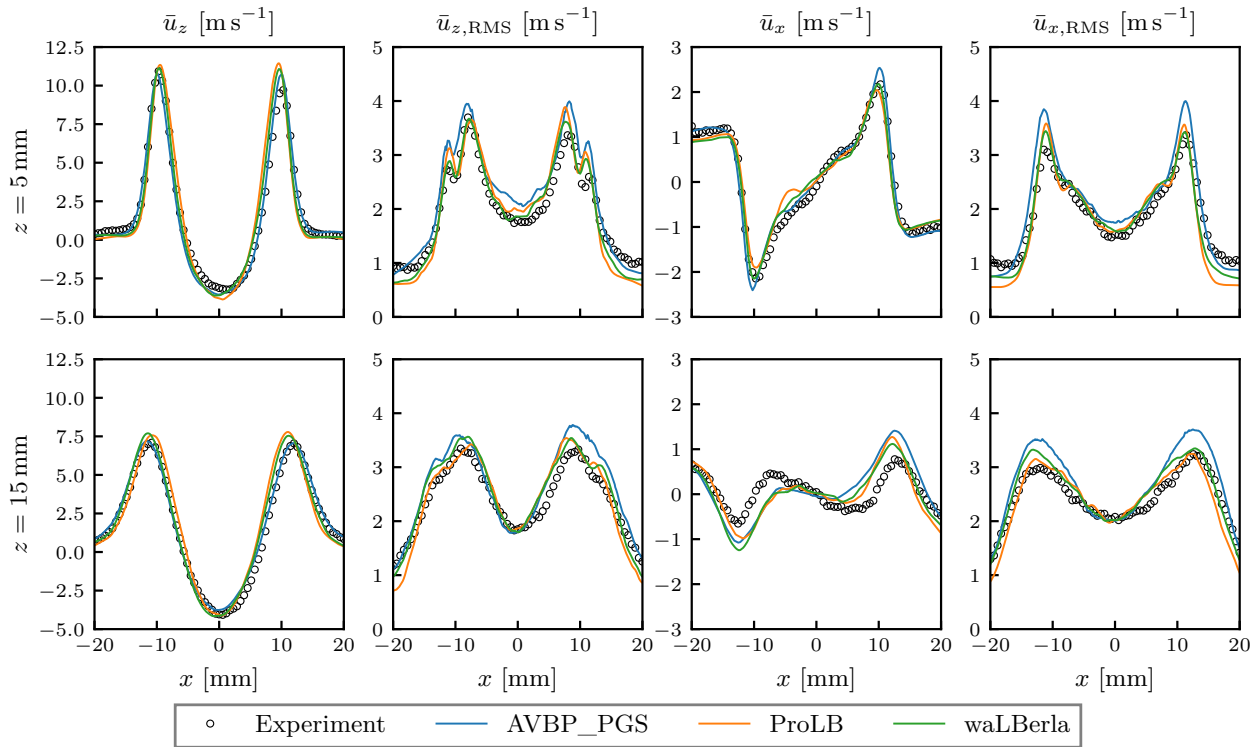 ū_z [m s⁻¹] ū_z,RMS [m s⁻¹] ū_x [m s⁻¹] ū_x,RMS [m s⁻¹]
z = 5 mm
12.5 10.0 7.5 5.0 2.5 0.0 −2.5 −5.0
5 4 3 2 1 0
3 2 1 0 −1 −2 −3
5 4 3 2 1 0
z = 15 mm
12.5 10.0 7.5 5.0 2.5 0.0 −2.5 −5.0
5 4 3 2 1 0
3 2 1 0 −1 −2 −3
5 4 3 2 1 0
−20 −10 0 10 20 −20 −10 0 10 20 −20 −10 0 10 20 −20 −10 0 10 20
x [mm] x [mm] x [mm] x [mm]
Experiment AVBP_PGS ProLB waLBerla